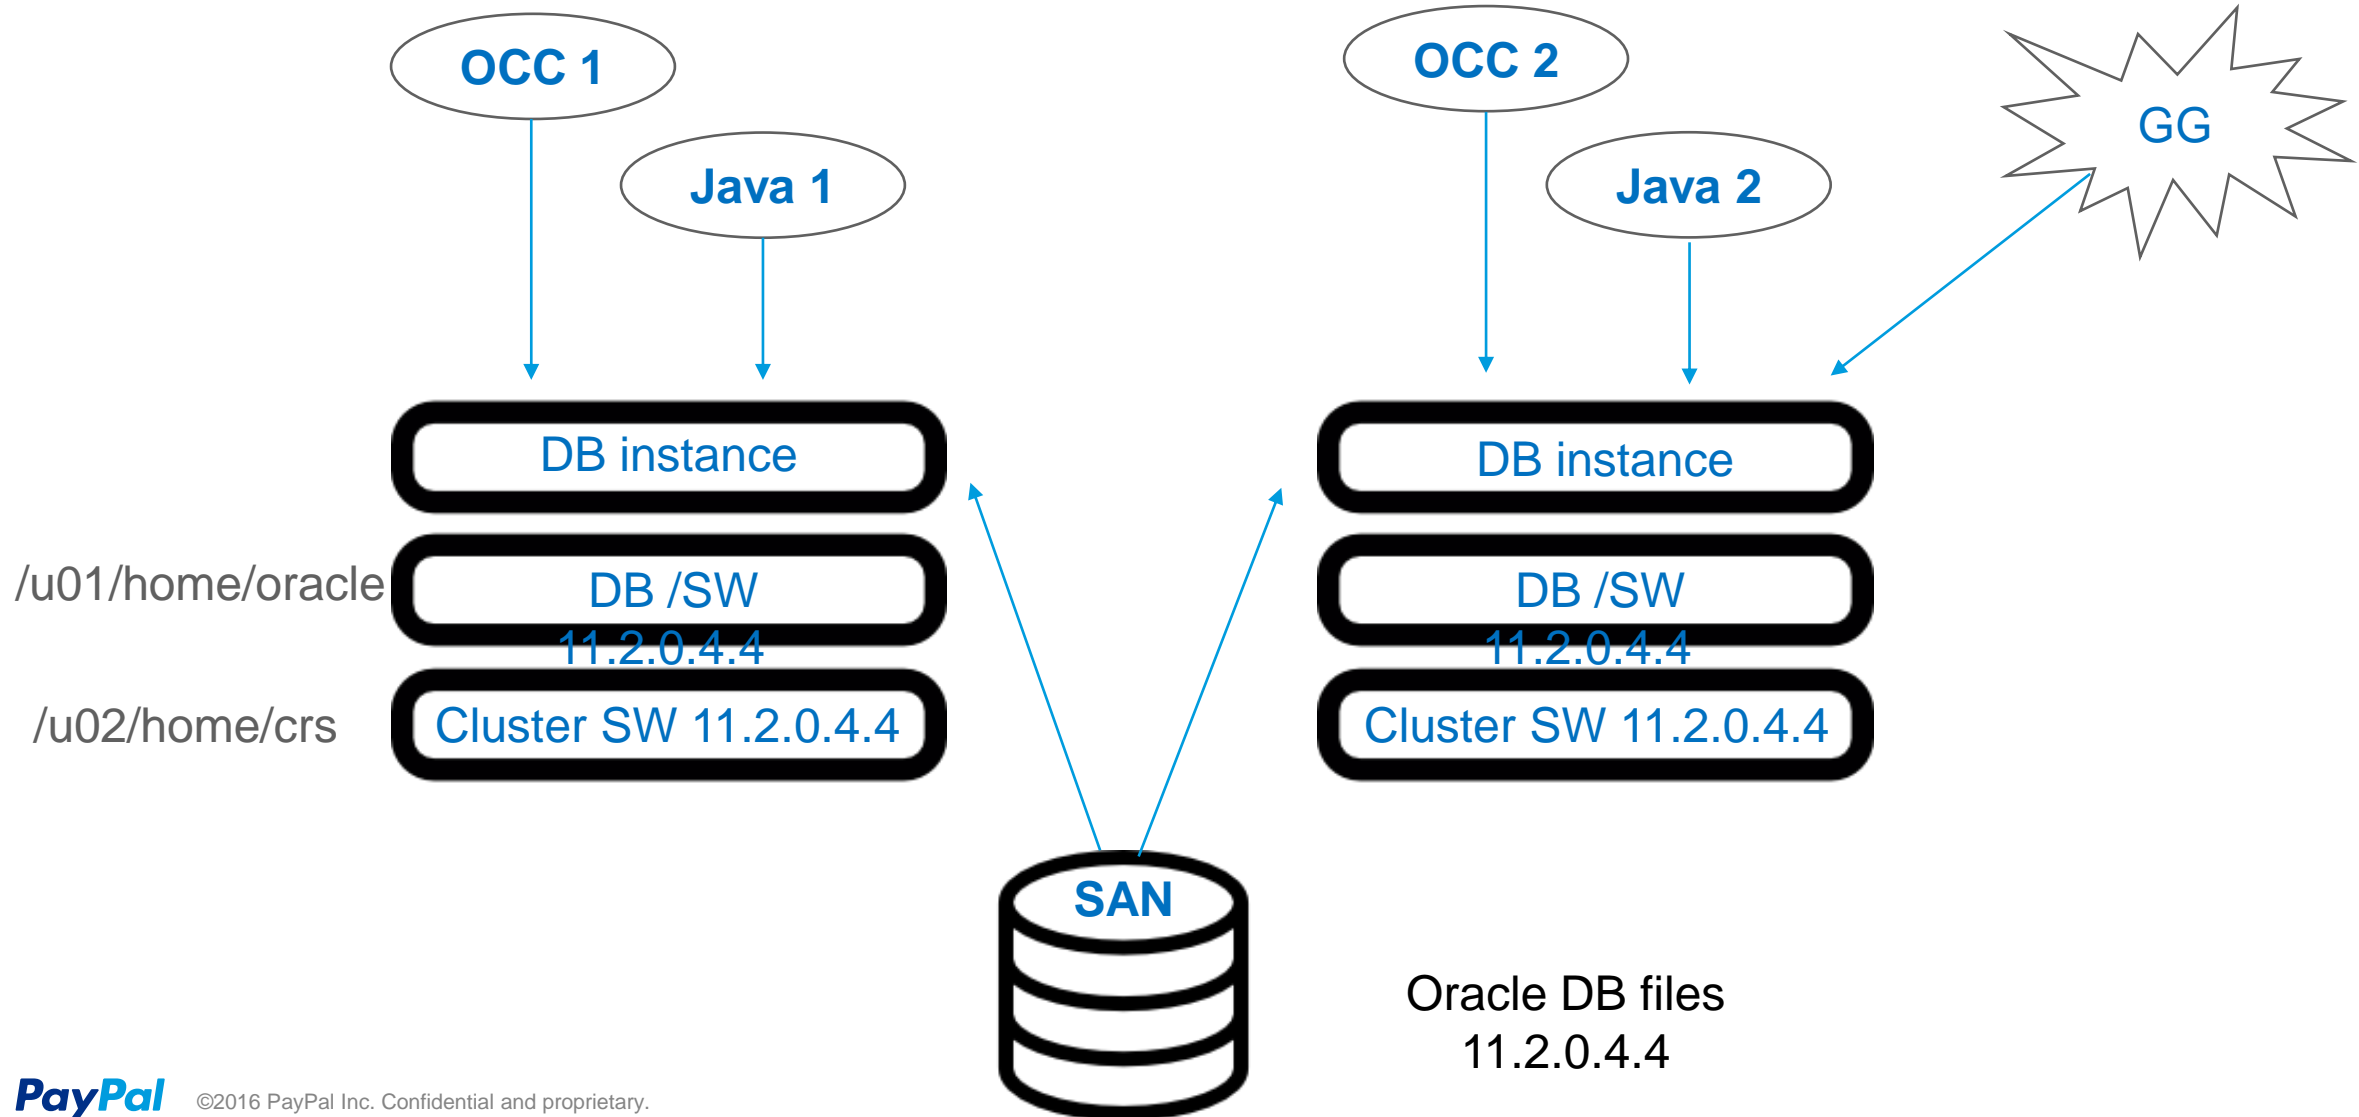 OCC 1
OCC 2
GG
Java 1
Java 2
DB instance
DB instance
/u01/home/oracle
DB /SW
11.2.0.4.4
DB /SW
11.2.0.4.4
/u02/home/crs
Cluster SW 11.2.0.4.4
Cluster SW 11.2.0.4.4
SAN
Oracle DB files
11.2.0.4.4
PayPal
©2016 PayPal Inc. Confidential and proprietary.